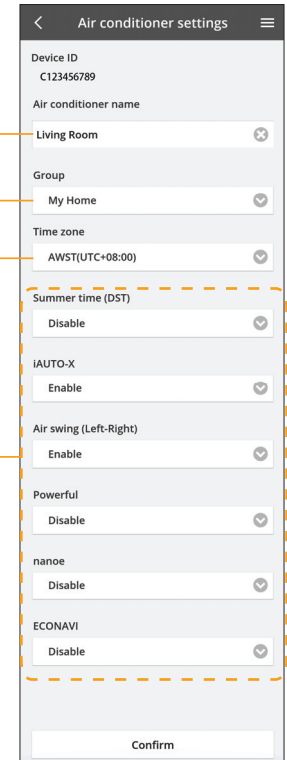 Air conditioner settings
Device ID
C123456789
Air conditioner name
Living Room
Group
My Home
Time zone
AWST(UTC+08:00)
Summer time (DST)
Disable
iAUTO-X
Enable
Air swing (Left-Right)
Enable
Powerful
Disable
nanoe
Disable
ECONAVI
Disable
Confirm